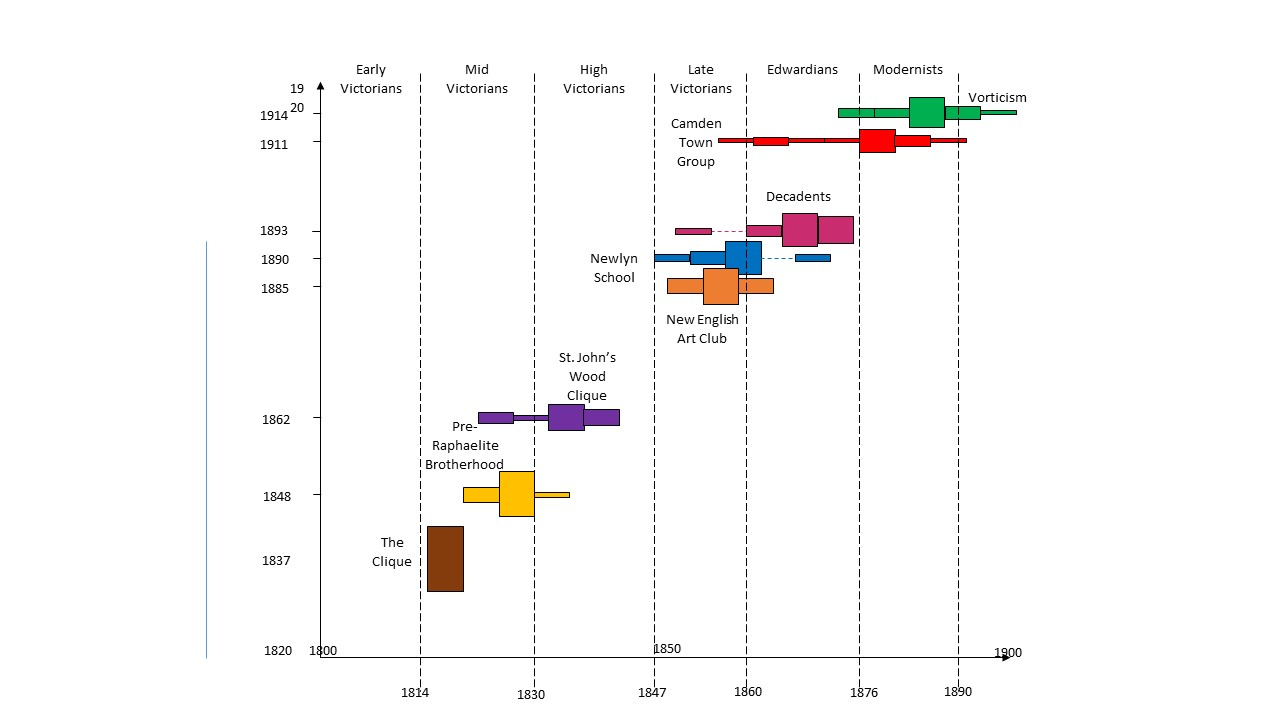 Early
Victorians
Mid
Victorians
High
Victorians
Late
Victorians
Edwardians
Modernists
19
20
Vorticism
1914
Camden
Town
Group
1911
Decadents
1893
Newlyn
School
1890
1885
New English
Art Club
St. John's
Wood
Clique
1862
Pre-
Raphaelite
Brotherhood
1848
The
Clique
1837
1820
1800
1850
1900
1814
1830
1847
1860
1876
1890